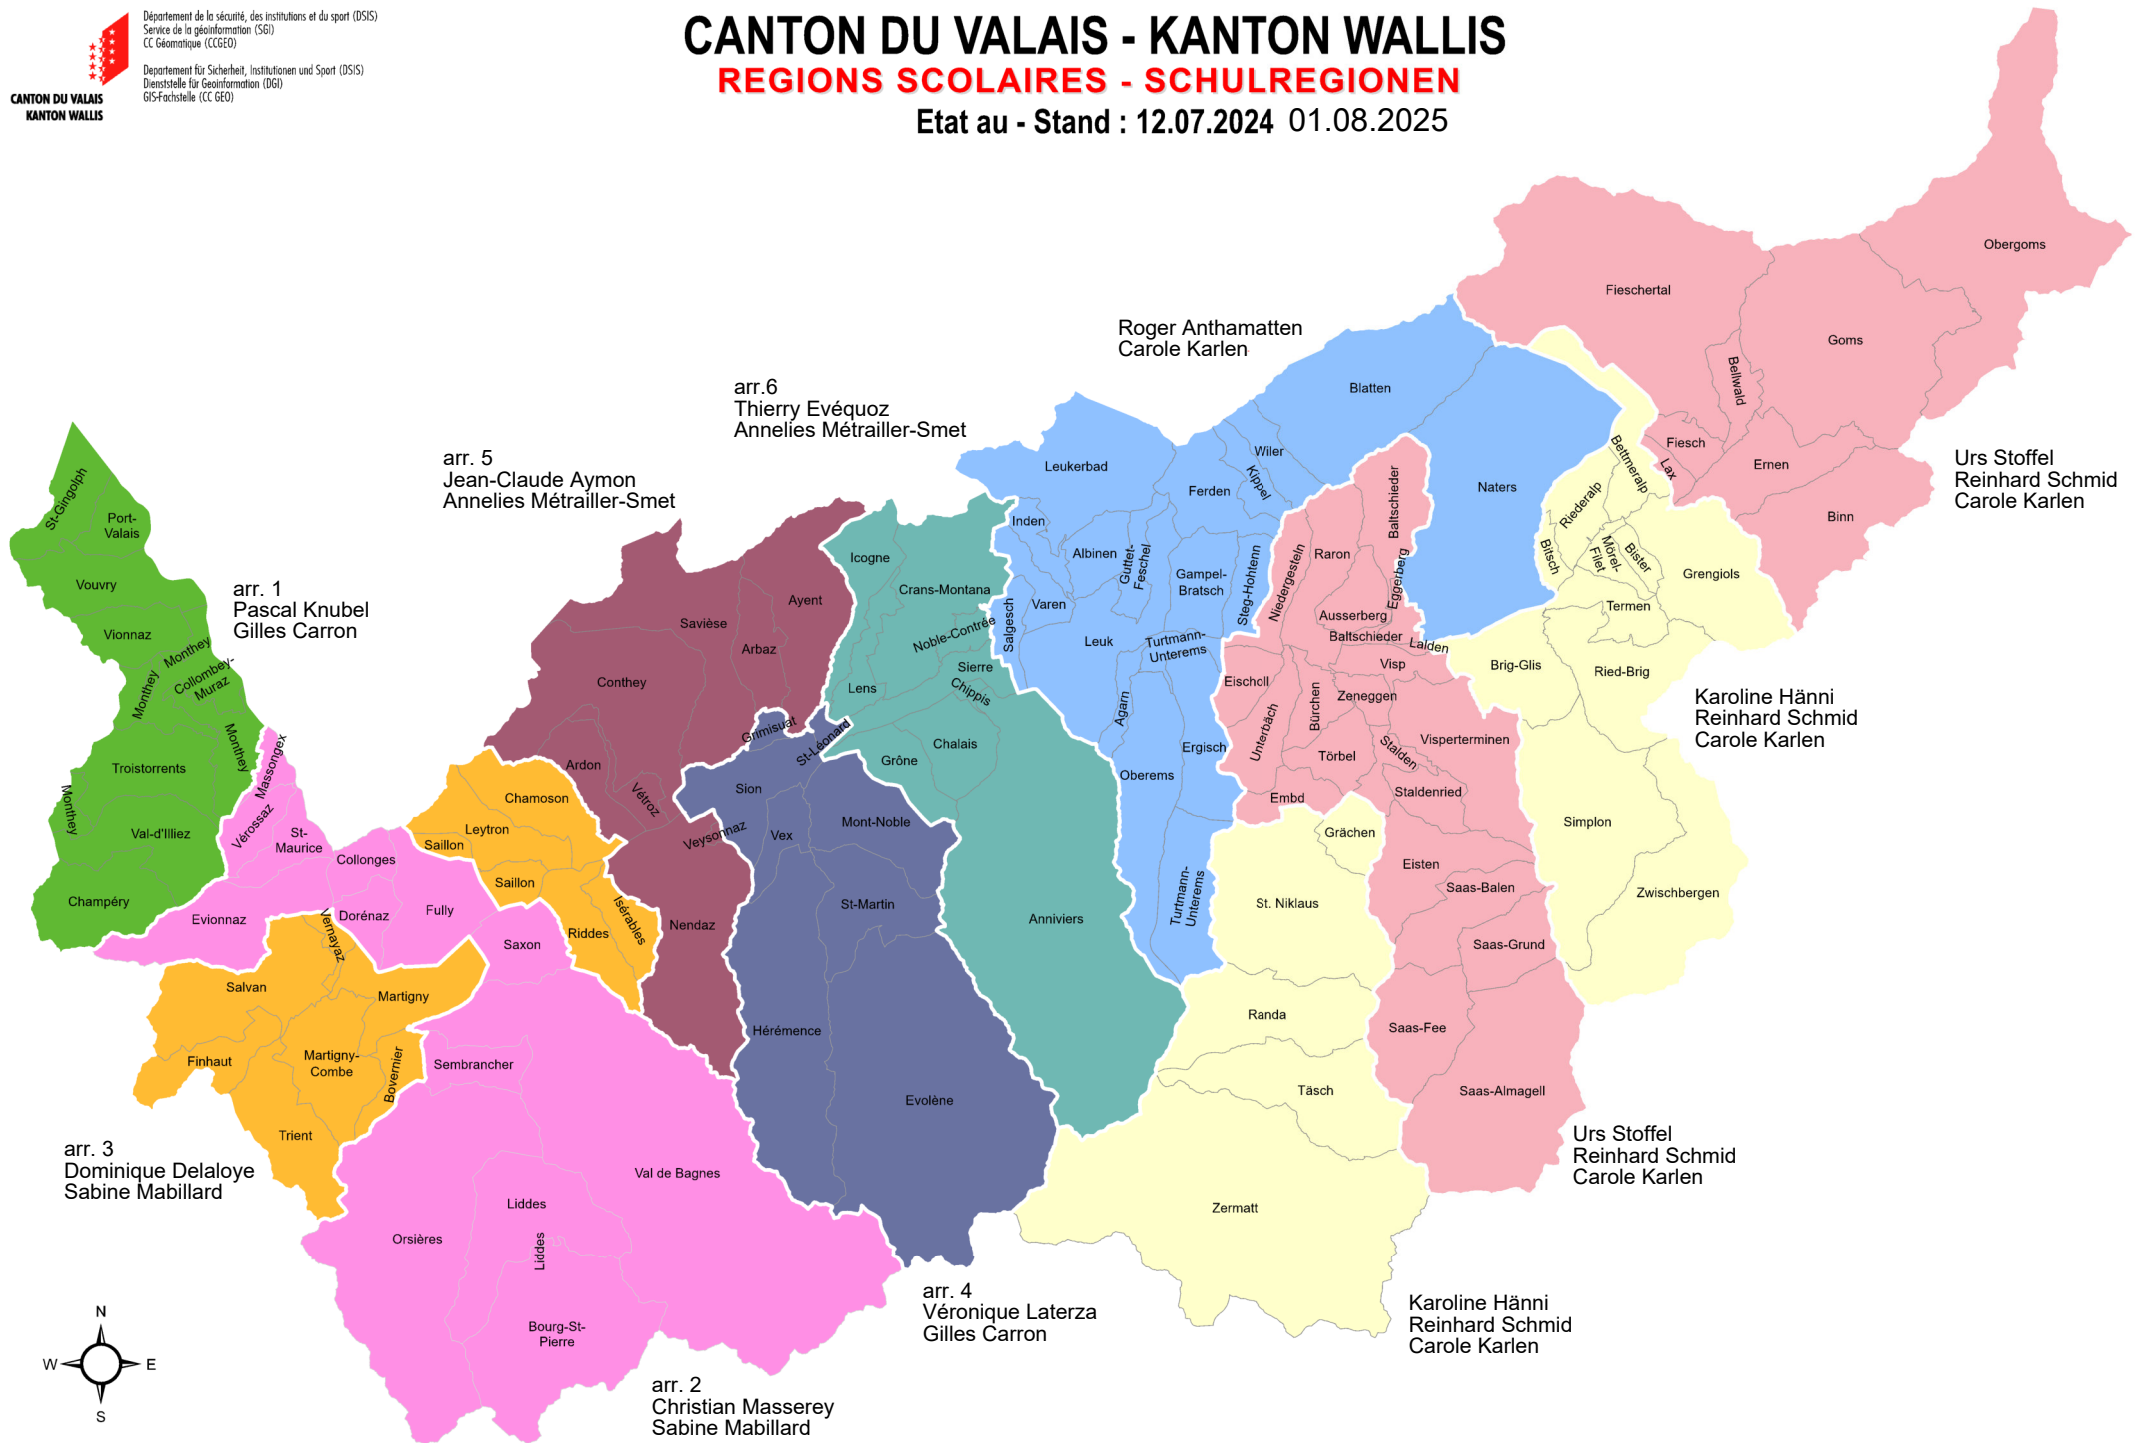 Département de la sécurité, des institutions et du sport (DSIS)
Service de la géoinformation (SGI)
CC Géomatique (CCGEO)
Departement für Sicherheit, Institutionen und Sport (DSIS)
Dienststelle für Geoinformation (DGI)
GIS-Fachstelle (CC GEO)
CANTON DU VALAIS
KANTON WALLIS
CANTON DU VALAIS - KANTON WALLIS
REGIONS SCOLAIRES - SCHULREGIONEN
Etat au - Stand : 12.07.2024 01.08.2025
Obergoms
Fieschertal
Goms
Bellwald
Fiesch
Lax
Ernen
Binn
Urs Stoffel
Reinhard Schmid
Carole Karlen
Roger Anthamatten
Carole Karlen
Blatten
Wiler
Kippel
Ferden
Leukerbad
Naters
Inden
Albinen
Guttet-
Feschel
Gampel-
Bratsch
Steg-Hohtenn
Varen
Salgesch
Leuk
Turtmann-
Unterems
Agarn
Ergisch
Oberems
Turtmann-
Unterems
Bettmeralp
Riederalp
Bitsch
Mörel-
Filet
Bister
Grengiols
Termen
Brig-Glis
Ried-Brig
Simplon
Zwischbergen
Karoline Hänni
Reinhard Schmid
Carole Karlen
Baltschieder
Raron
Niedergesteln
Eggerberg
Ausserberg
Baltschieder
Lalden
Visp
Eischoll
Zeneggen
Bürchen
Unterbäch
Visperterminen
Törbel
Stalden
Staldenried
Embd
Eisten
Saas-Balen
Saas-Grund
Saas-Fee
Saas-Almagell
Urs Stoffel
Reinhard Schmid
Carole Karlen
Grächen
St. Niklaus
Randa
Täsch
Zermatt
Karoline Hänni
Reinhard Schmid
Carole Karlen
arr.6
Thierry Evéquoz
Annelies Métrailler-Smet
Icogne
Crans-Montana
Noble-Contrée
Sierre
Chippis
Lens
Chalais
Grône
Anniviers
arr. 5
Jean-Claude Aymon
Annelies Métrailler-Smet
Ayent
Savièse
Arbaz
Conthey
Ardon
Vétroz
Nendaz
Grimisuat
St-Léonard
Sion
Veysonnaz
Vex
Mont-Noble
St-Martin
Hérémence
Evolène
arr. 4
Véronique Laterza
Gilles Carron
arr. 1
Pascal Knubel
Gilles Carron
St-Gingolph
Port-
Valais
Vouvry
Vionnaz
Monthey
Collombey-
Muraz
Monthey
Monthey
Troistorrents
Monthey
Val-d'Illiez
Champéry
Massongex
Vérossaz
St-
Maurice
Collonges
Evionnaz
Dorénaz
Fully
Saxon
Sembrancher
Val de Bagnes
Liddes
Liddes
Orsières
Bourg-St-
Pierre
arr. 2
Christian Masserey
Sabine Mabillard
Chamoson
Leytron
Saillon
Saillon
Riddes
Isérables
Vernayaz
Salvan
Martigny
Finhaut
Martigny-
Combe
Bovernier
Trient
arr. 3
Dominique Delaloye
Sabine Mabillard
N
W
E
S